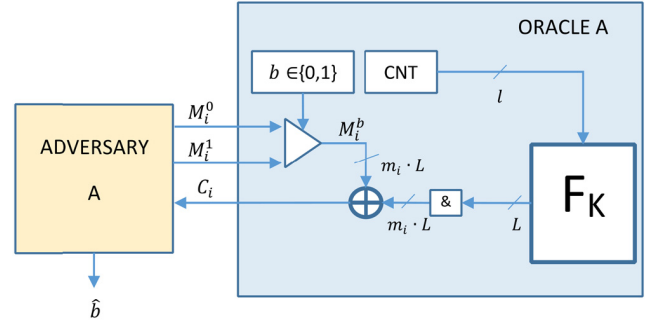 ORACLE A
b ∈{0,1}
CNT
l
ADVERSARY
A
M_i^0
M_i^1
M_i^b
m_i · L
C_i
m_i · L
&
L
F_K
b̂